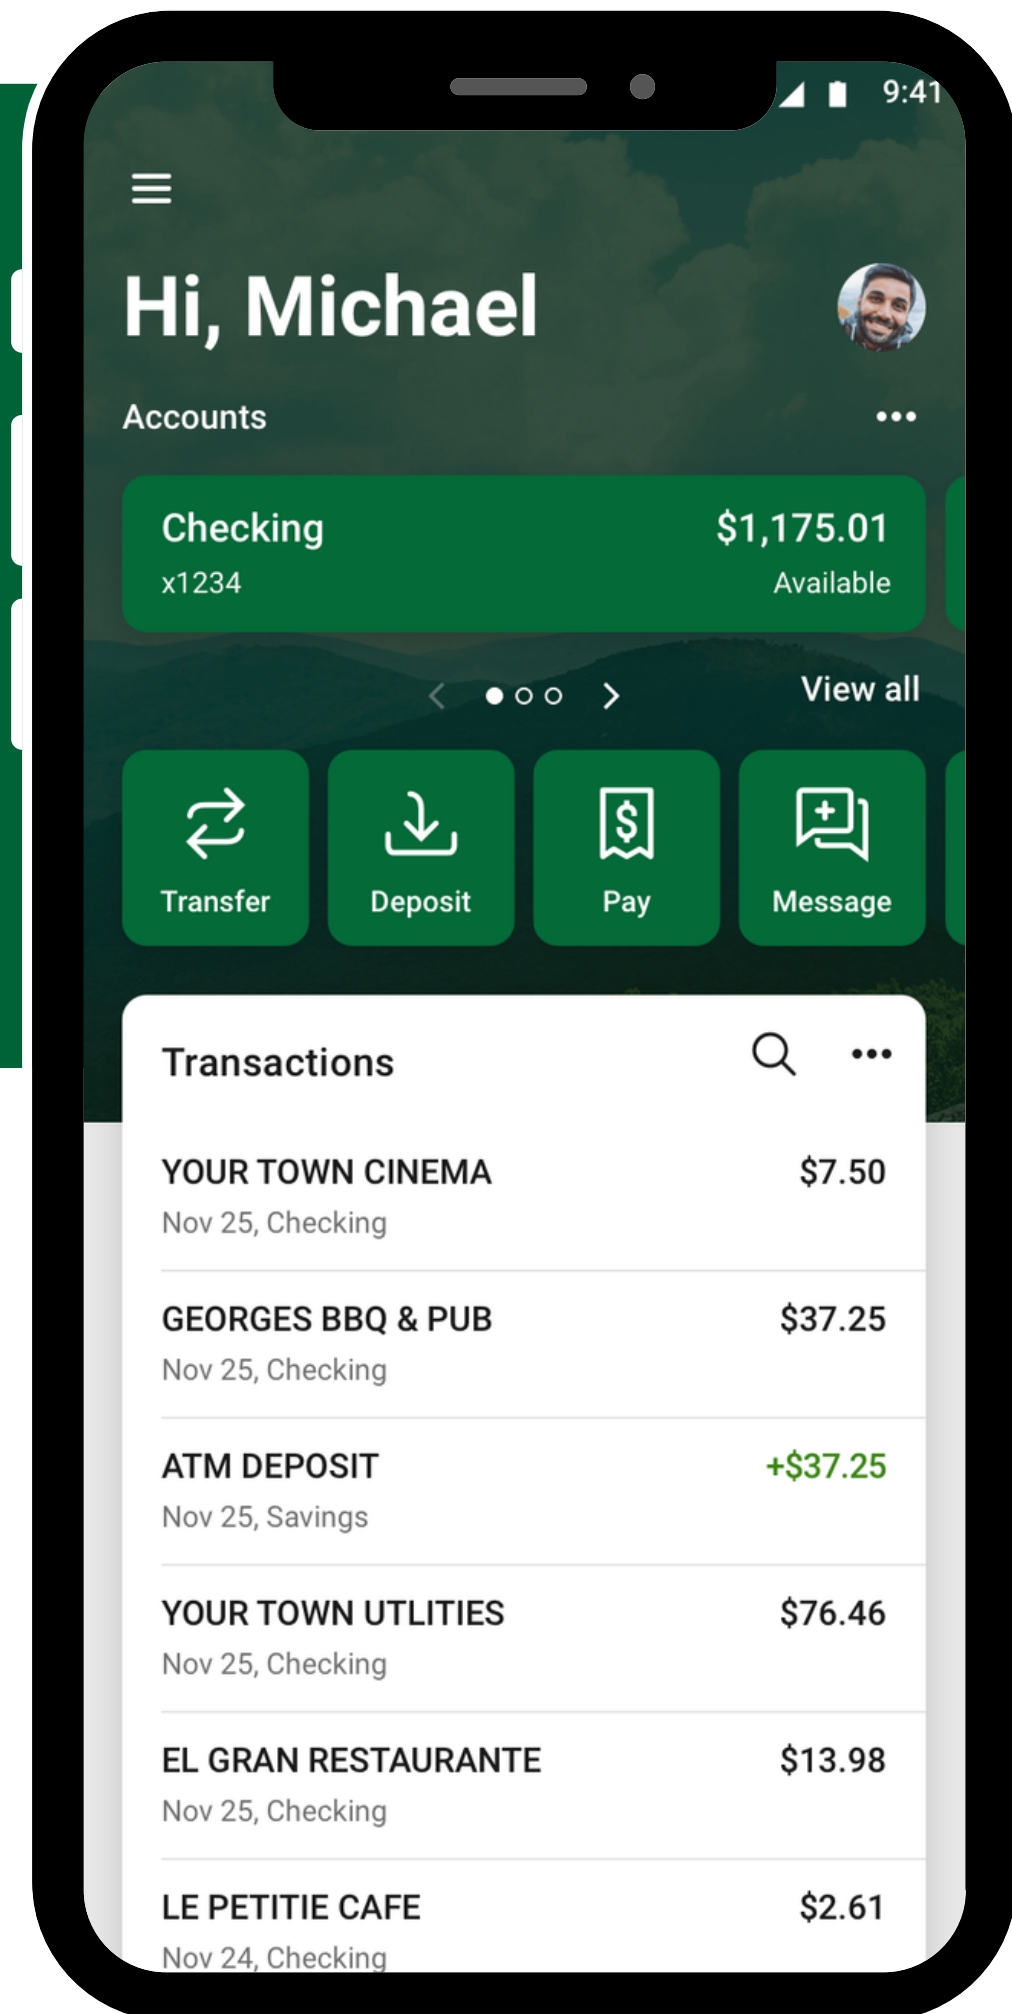 9:41
Hi, Michael
Accounts
Checking $1,175.01
x1234 Available
View all
Transfer Deposit Pay Message
Transactions
YOUR TOWN CINEMA $7.50
Nov 25, Checking
GEORGES BBQ & PUB $37.25
Nov 25, Checking
ATM DEPOSIT +$37.25
Nov 25, Savings
YOUR TOWN UTLITIES $76.46
Nov 25, Checking
EL GRAN RESTAURANTE $13.98
Nov 25, Checking
LE PETITIE CAFE $2.61
Nov 24, Checking